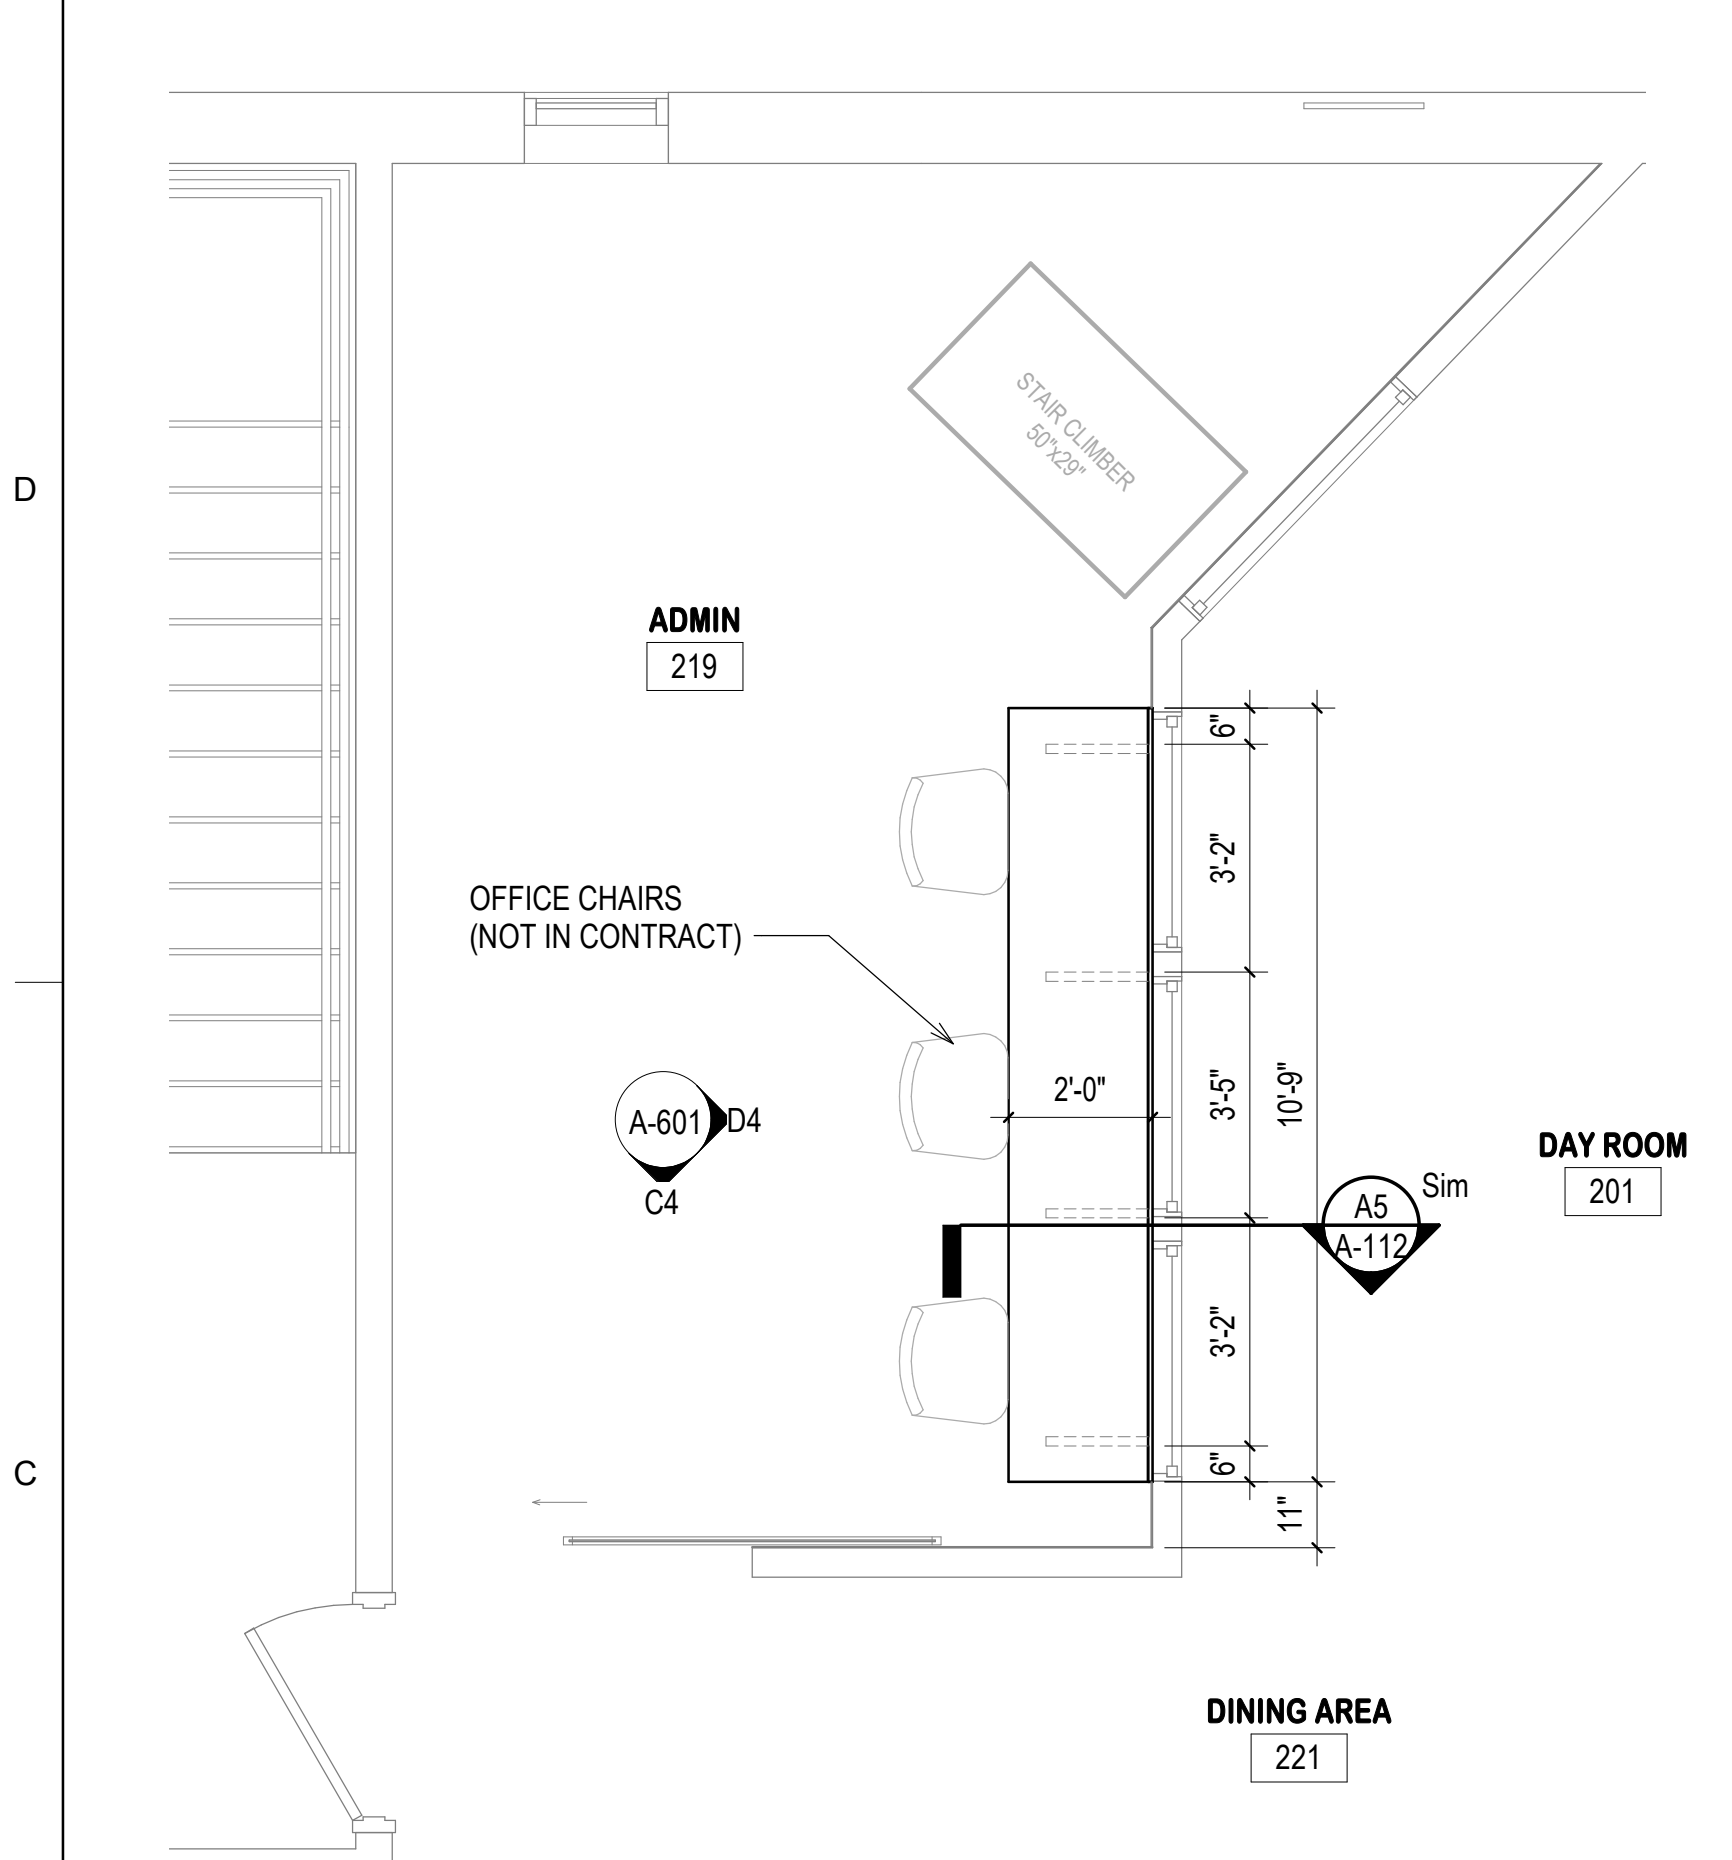 STAIR CLIMBER
50"x29"
D
ADMIN
219
6"
3'-2"
OFFICE CHAIRS
(NOT IN CONTRACT)
2'-0"
3'-5"
10'-9"
A-601
D4
C4
DAY ROOM
201
Sim
A5
A-112
3'-2"
C
6"
11"
DINING AREA
221